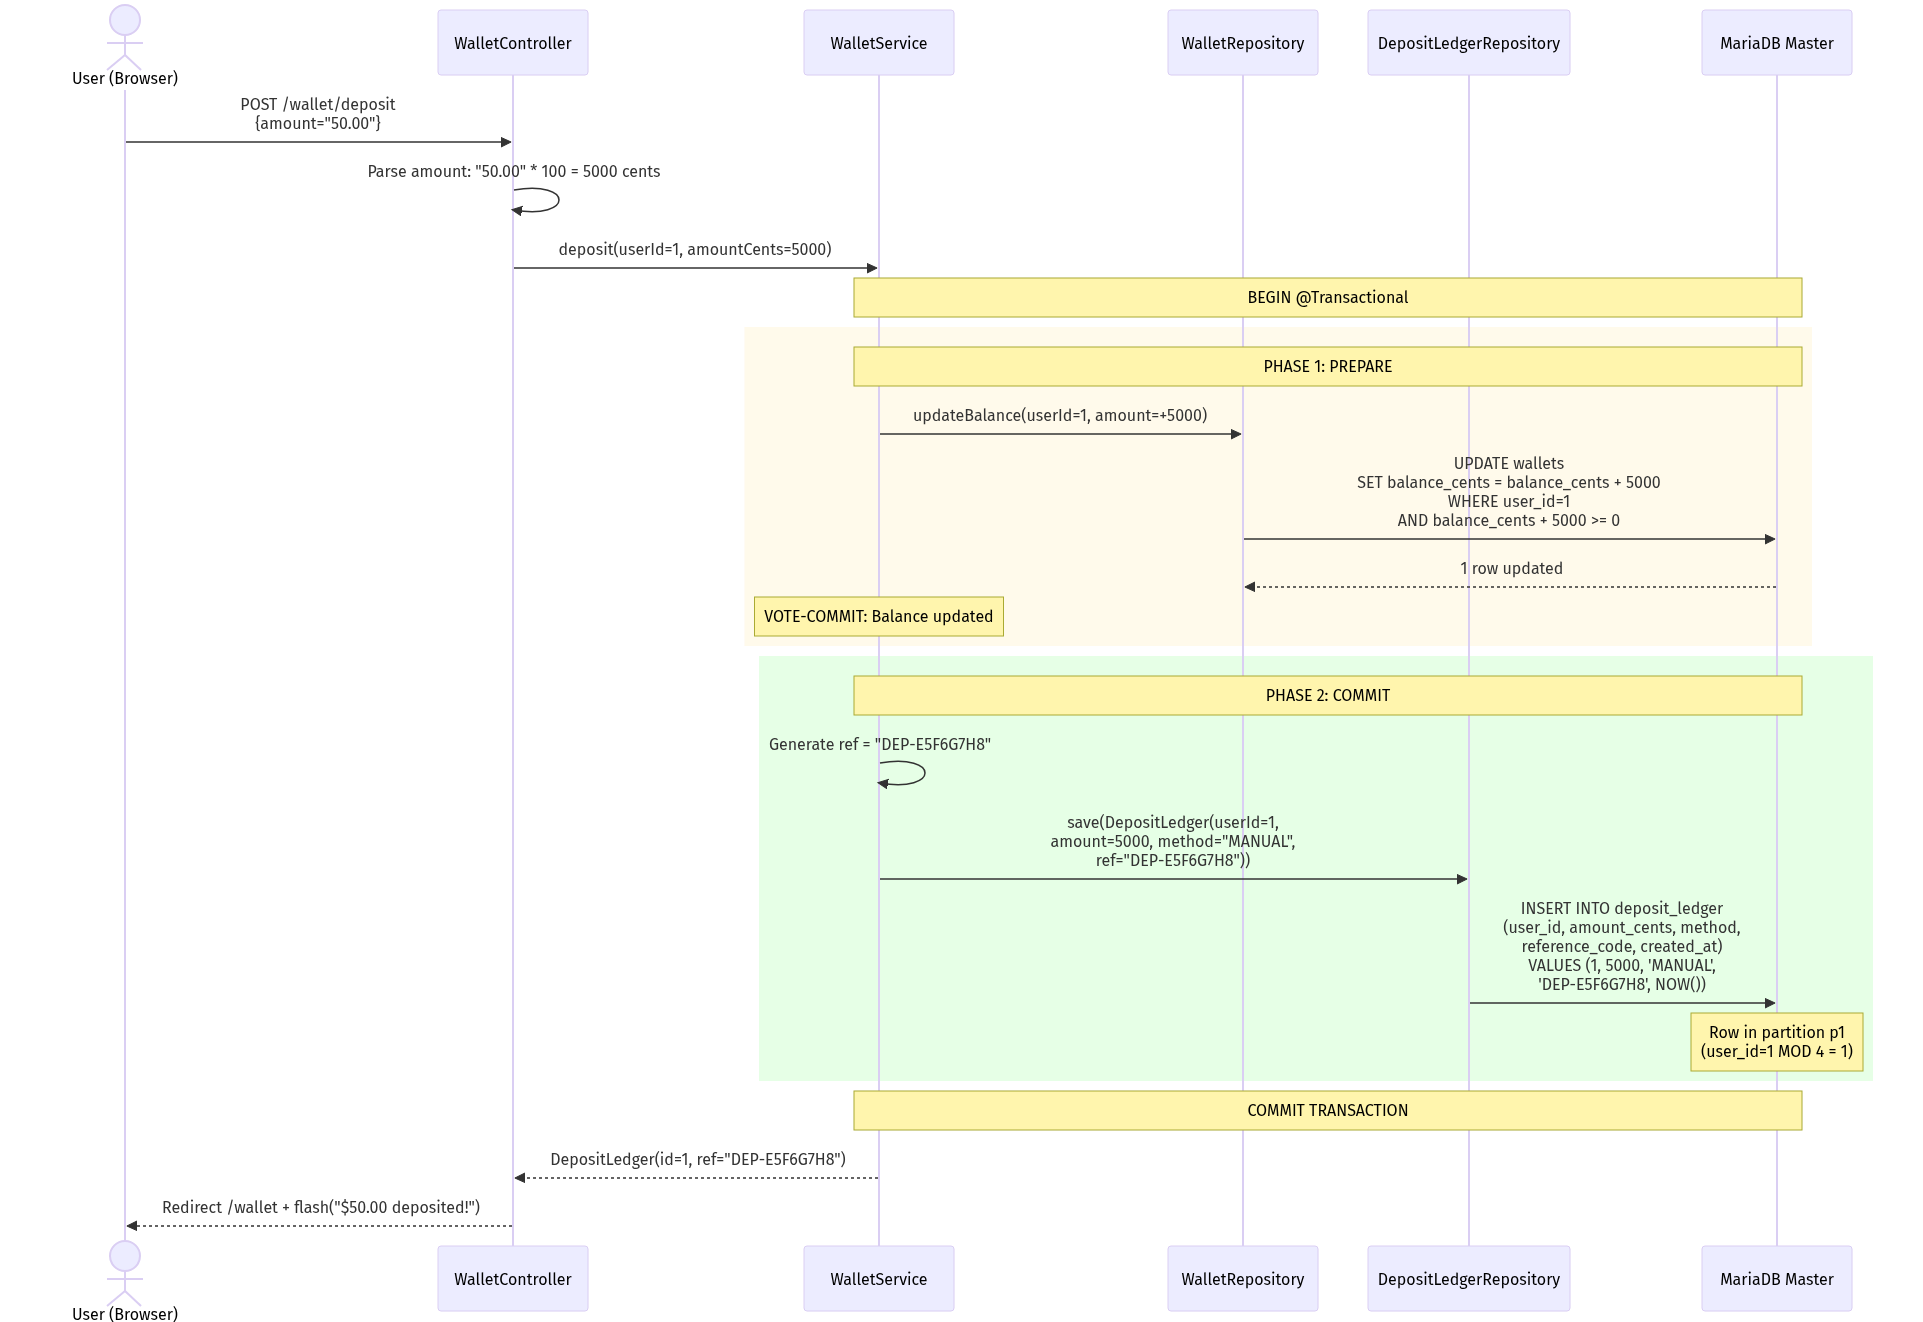 User (Browser)
WalletController
WalletService
WalletRepository
DepositLedgerRepository
MariaDB Master
POST /wallet/deposit
{amount="50.00"}
Parse amount: "50.00" * 100 = 5000 cents
deposit(userId=1, amountCents=5000)
BEGIN @Transactional
PHASE 1: PREPARE
updateBalance(userId=1, amount=+5000)
UPDATE wallets
SET balance_cents = balance_cents + 5000
WHERE user_id=1
AND balance_cents + 5000 >= 0
1 row updated
VOTE-COMMIT: Balance updated
PHASE 2: COMMIT
Generate ref = "DEP-E5F6G7H8"
save(DepositLedger(userId=1,
amount=5000, method="MANUAL",
ref="DEP-E5F6G7H8"))
INSERT INTO deposit_ledger
(user_id, amount_cents, method,
reference_code, created_at)
VALUES (1, 5000, 'MANUAL',
'DEP-E5F6G7H8', NOW())
Row in partition p1
(user_id=1 MOD 4 = 1)
COMMIT TRANSACTION
DepositLedger(id=1, ref="DEP-E5F6G7H8")
Redirect /wallet + flash("$50.00 deposited!")
User (Browser)
WalletController
WalletService
WalletRepository
DepositLedgerRepository
MariaDB Master